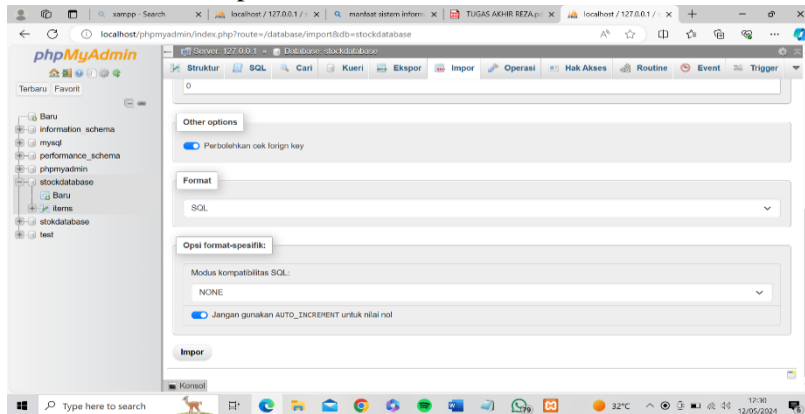 xampp - Search
localhost / 127.0.0.1 /
manfaat sistem inform
TUGAS AKHIR REZA.p
localhost / 127.0.0.1 /
localhost/phpmyadmin/index.php?route=/database/import&db=stockdatabase
phpMyAdmin
Terbaru Favorit
Baru
information_schema
mysql
performance_schema
phpmyadmin
stockdatabase
Baru
items
stokdatabase
test
Server: 127.0.0.1 » Database: stockdatabase
Struktur SQL Cari Kueri Ekspor Impor Operasi Hak Akses Routine Event Trigger
0
Other options
Perbolehkan cek forign key
Format
SQL
Opsi format-spesifik:
Modus kompatibilitas SQL:
NONE
Jangan gunakan AUTO_INCREMENT untuk nilai nol
Impor
Konsol
Type here to search
79
32°C
12:30
12/05/2024